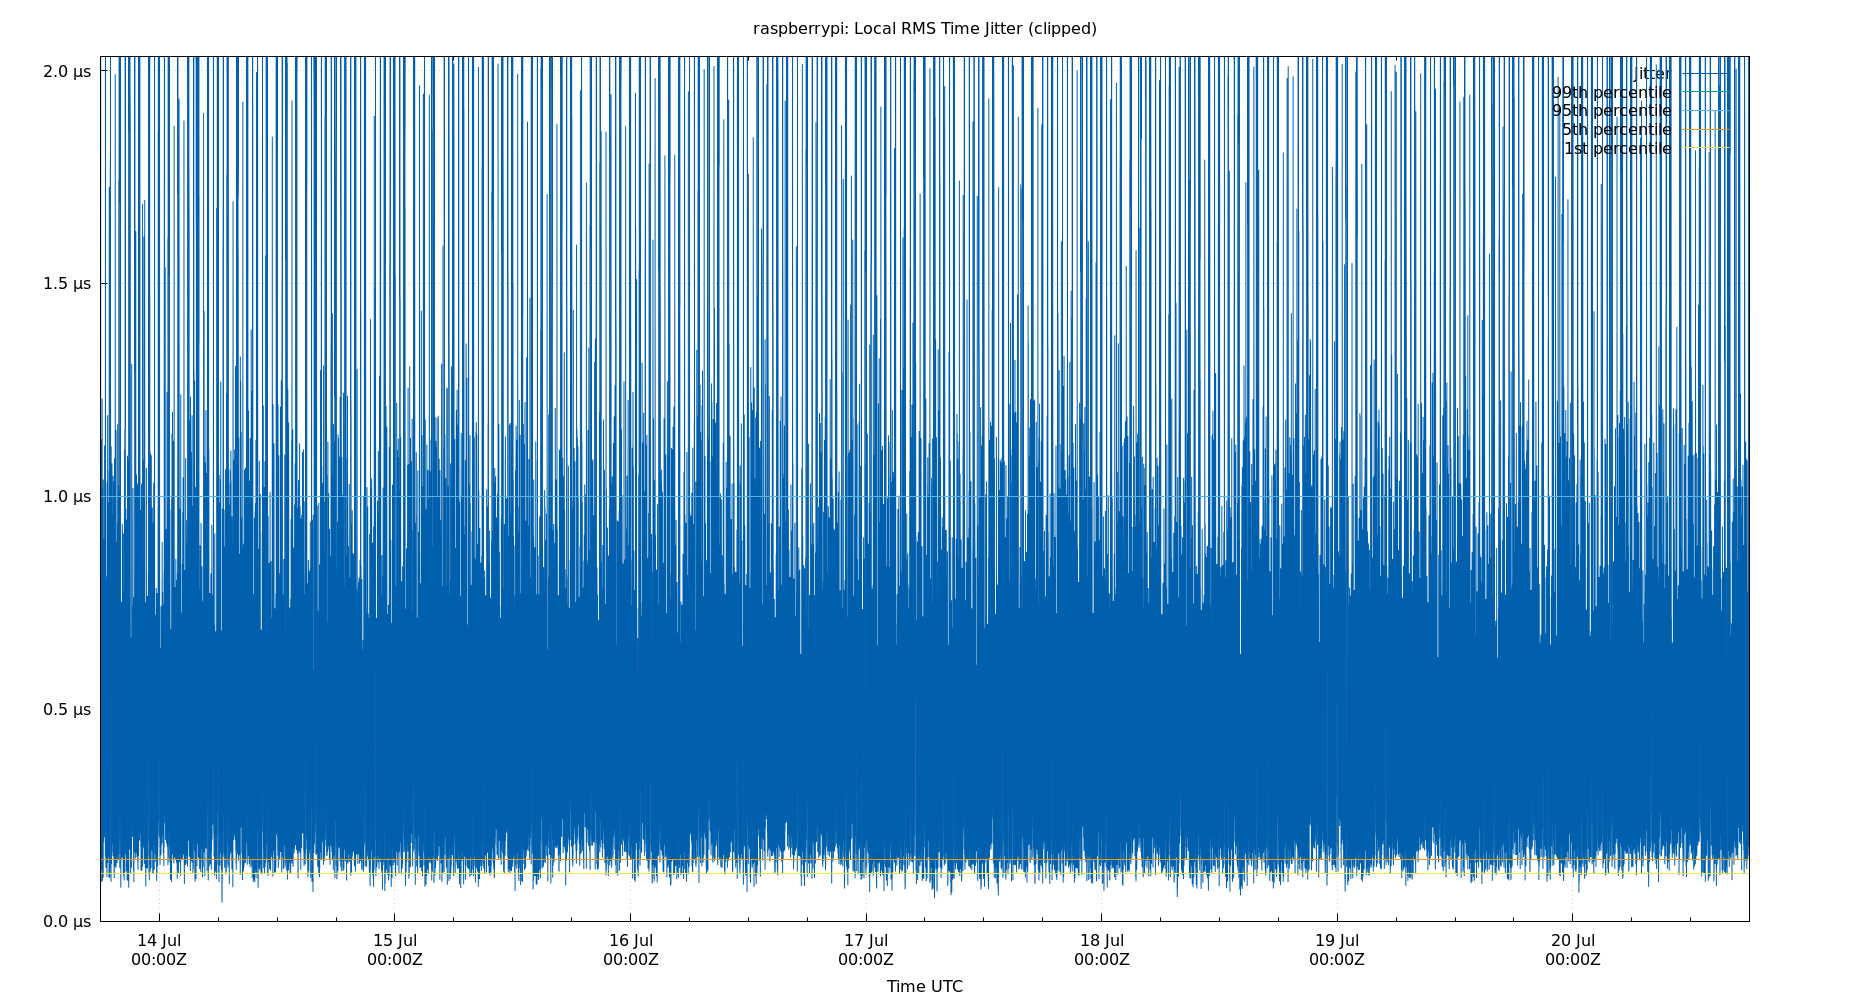 raspberrypi: Local RMS Time Jitter (clipped)
2.0 µs
1.5 µs
1.0 µs
0.5 µs
0.0 µs
jitter
99th percentile
95th percentile
5th percentile
1st percentile
14 Jul 15 Jul 16 Jul 17 Jul 18 Jul 19 Jul 20 Jul
00:00Z 00:00Z 00:00Z 00:00Z 00:00Z 00:00Z 00:00Z
Time UTC